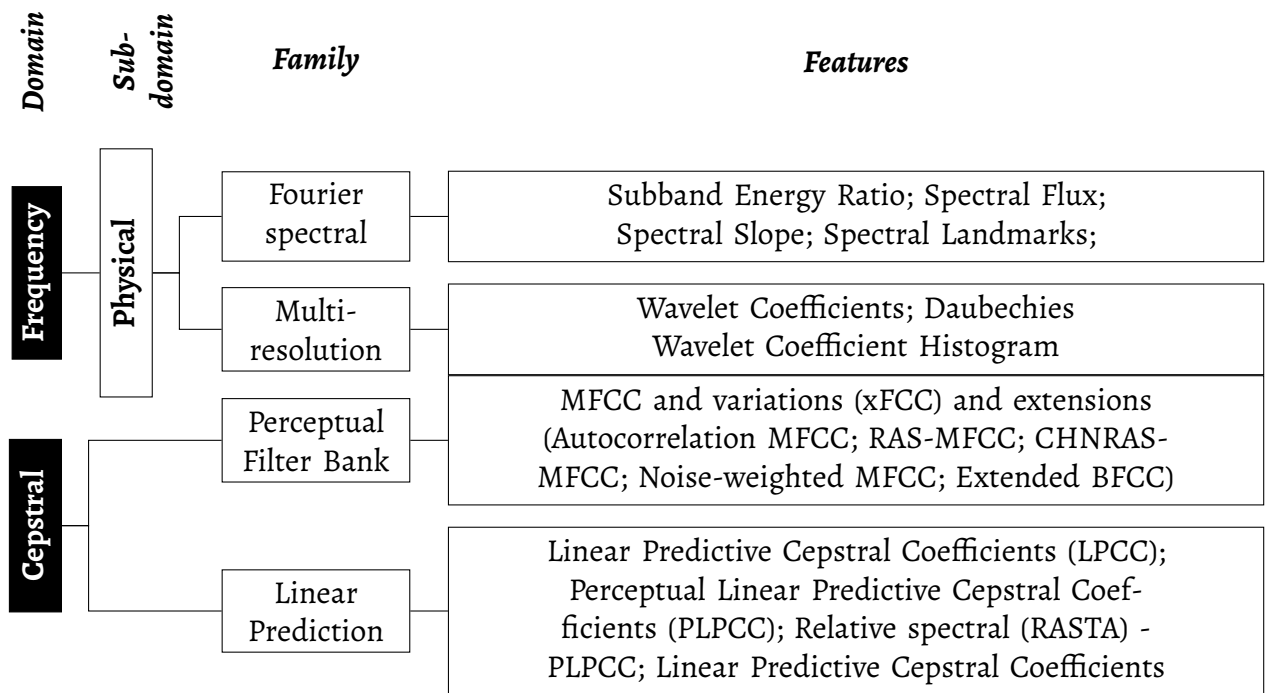 Domain
Sub-
domain
Family
Features
Frequency
Physical
Fourier
spectral
Subband Energy Ratio; Spectral Flux;
Spectral Slope; Spectral Landmarks;
Multi-
resolution
Wavelet Coefficients; Daubechies
Wavelet Coefficient Histogram
Cepstral
Perceptual
Filter Bank
MFCC and variations (xFCC) and extensions
(Autocorrelation MFCC; RAS-MFCC; CHNRAS-
MFCC; Noise-weighted MFCC; Extended BFCC)
Linear
Prediction
Linear Predictive Cepstral Coefficients (LPCC);
Perceptual Linear Predictive Cepstral Coef-
ficients (PLPCC); Relative spectral (RASTA) -
PLPCC; Linear Predictive Cepstral Coefficients